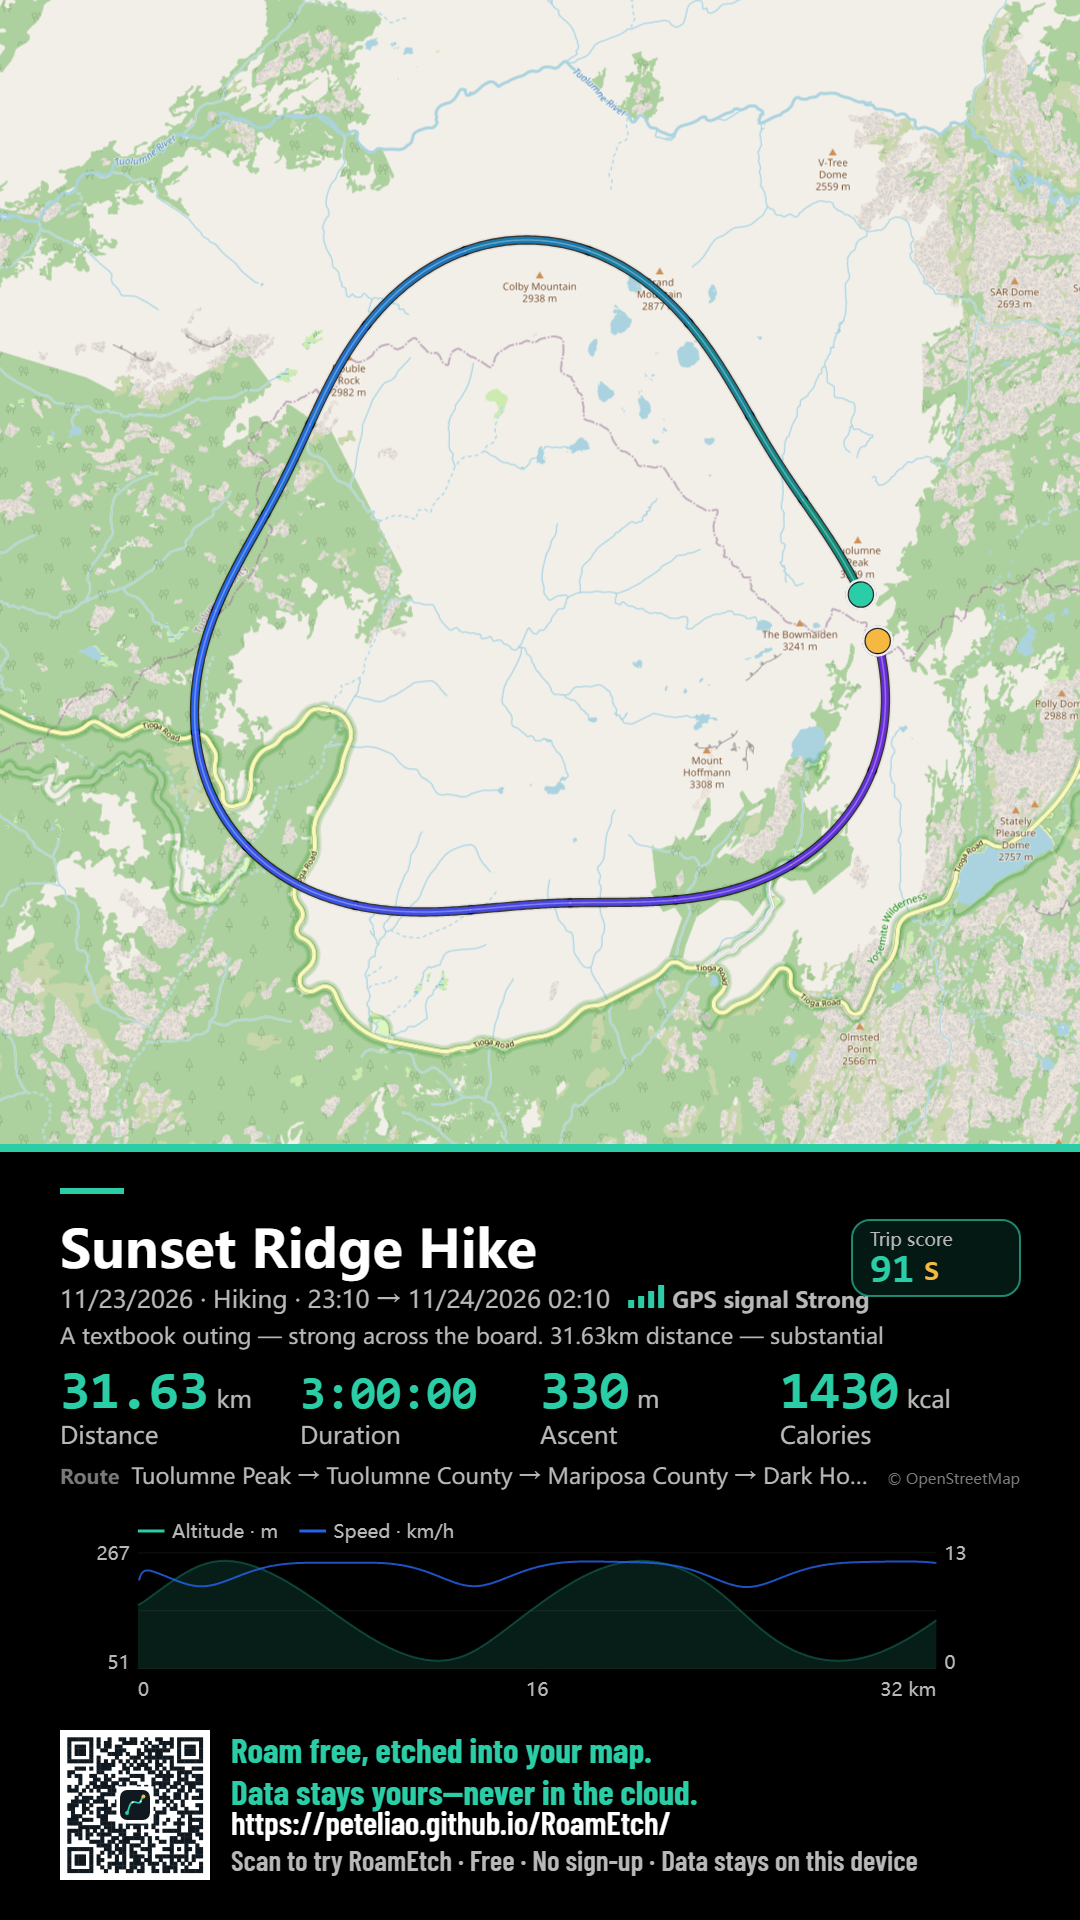 Tuolumne River
Tuolumne River
V-Tree
Dome
2559 m
Colby Mountain
2938 m
Mountain
2877
SAR Dome
2693 m
Rock
2982 m
Peak
The Bowmaiden
3241 m
Polly Dom
2988 m
Tioga Road
Mount
Hoffmann
3308 m
Stately
Pleasure
Dome
2757 m
Tioga Road
Yosemite Wilderness
Tioga Road
Tioga Road
Olmsted
Point
2566 m
Tioga Road
Sunset Ridge Hike
Trip score
91 S
11/23/2026 · Hiking · 23:10 → 11/24/2026 02:10 GPS signal Strong
A textbook outing — strong across the board. 31.63km distance — substantial
31.63 km 3:00:00 330 m 1430 kcal
Distance Duration Ascent Calories
Route Tuolumne Peak → Tuolumne County → Mariposa County → Dark Ho... © OpenStreetMap
Altitude · m Speed · km/h
267 13
51 0
0 16 32 km
Roam free, etched into your map.
Data stays yours—never in the cloud.
https://peteliao.github.io/RoamEtch/
Scan to try RoamEtch · Free · No sign-up · Data stays on this device